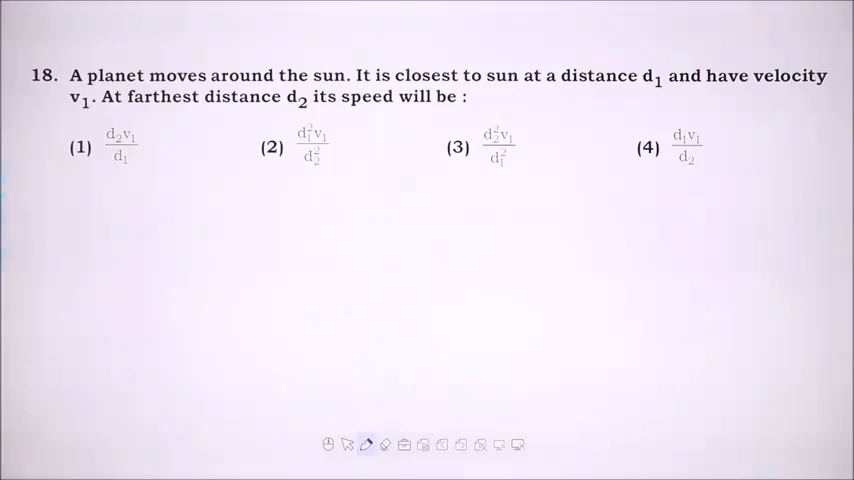 18. A planet moves around the sun. It is closest to sun at a distance d₁ and have velocity
v₁. At farthest distance d₂ its speed will be :
(1) d₂v₁/d₁ (2) d₁²v₁/d₂² (3) d₂²v₁/d₁² (4) d₁v₁/d₂